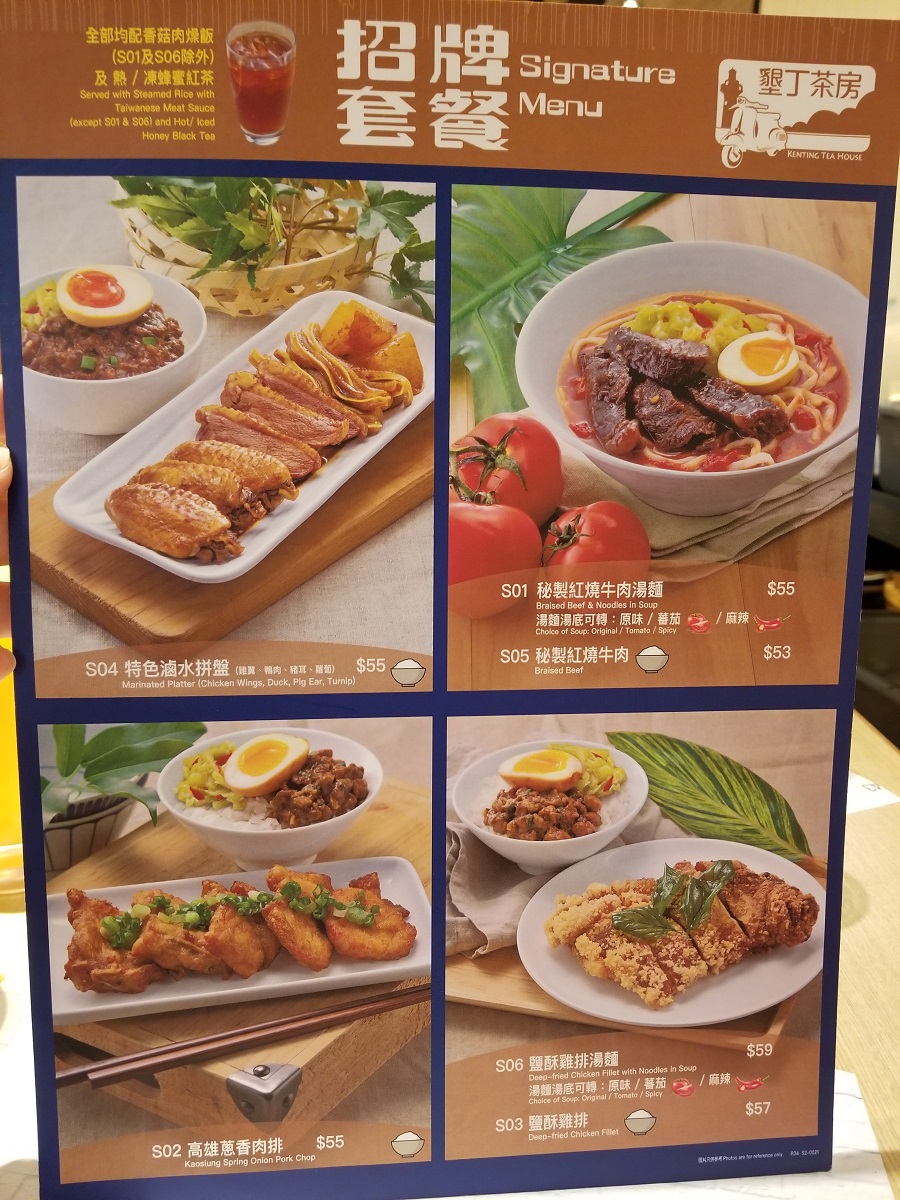 全部均配香菇肉燥飯
(S01及S06除外)
及 熱 / 凍蜂蜜紅茶
Served with Steamed Rice with
Taiwanese Meat Sauce
(except S01 & S06) and Hot/ Iced
Honey Black Tea
招牌 Signature
套餐 Menu
墾丁茶房
KENTING TEA HOUSE
S04 特色滷水拼盤 (雞翼、鴨肉、豬耳、蘿蔔) $55
Marinated Platter (Chicken Wings, Duck, Pig Ear, Turnip)
S01 秘製紅燒牛肉湯麵 $55
Braised Beef & Noodles in Soup
湯麵湯底可轉：原味 / 蕃茄 / 麻辣
Choice of Soup: Original / Tomato / Spicy
S05 秘製紅燒牛肉 $53
Braised Beef
S02 高雄蔥香肉排 $55
Kaosiung Spring Onion Pork Chop
S06 鹽酥雞排湯麵 $59
Deep-fried Chicken Fillet with Noodles in Soup
湯麵湯底可轉：原味 / 蕃茄 / 麻辣
Choice of Soup: Original / Tomato / Spicy
S03 鹽酥雞排 $57
Deep-fried Chicken Fillet
圖片只供參考 Photos are for reference only. R34 S2-0521